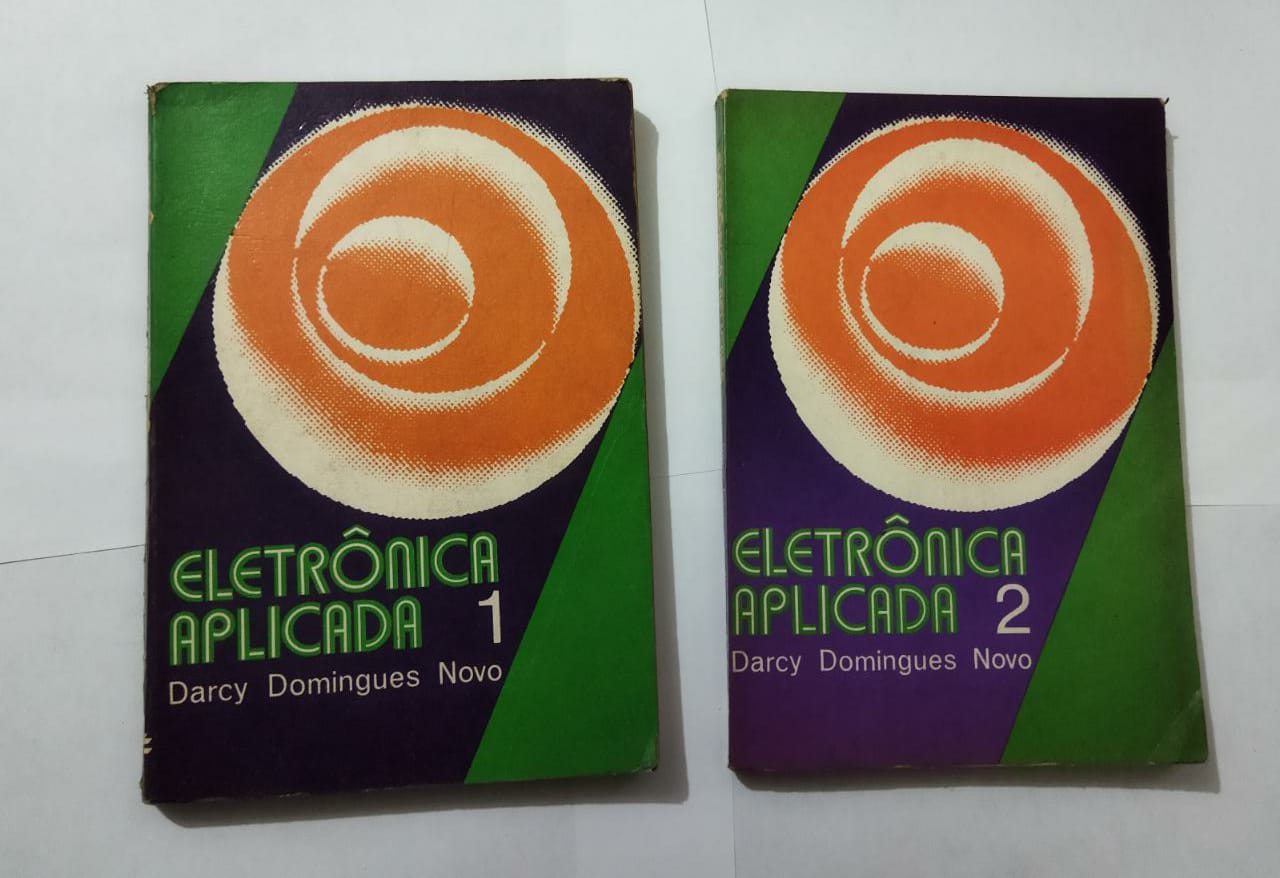 ELETRÔNICA
APLICADA 1
Darcy Domingues Novo
ELETRÔNICA
APLICADA 2
Darcy Domingues Novo